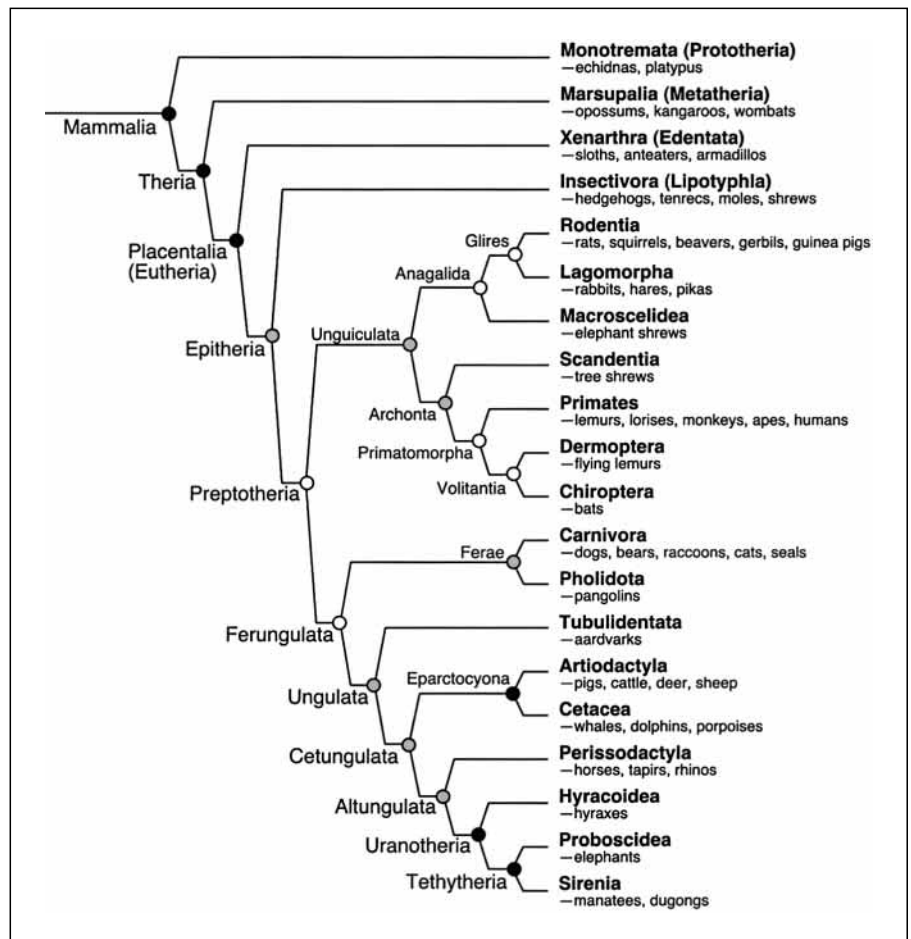 Monotremata (Prototheria)
—echidnas, platypus
Mammalia
Marsupalia (Metatheria)
—opossums, kangaroos, wombats
Theria
Xenarthra (Edentata)
—sloths, anteaters, armadillos
Placentalia
(Eutheria)
Insectivora (Lipotyphla)
—hedgehogs, tenrecs, moles, shrews
Epitheria
Rodentia
—rats, squirrels, beavers, gerbils, guinea pigs
Glires
Lagomorpha
—rabbits, hares, pikas
Anagalida
Macroscelidea
—elephant shrews
Unguiculata
Scandentia
—tree shrews
Archonta
Primates
—lemurs, lorises, monkeys, apes, humans
Primatomorpha
Dermoptera
—flying lemurs
Volitantia
Chiroptera
—bats
Preptotheria
Carnivora
—dogs, bears, raccoons, cats, seals
Ferae
Pholidota
—pangolins
Ferungulata
Tubulidentata
—aardvarks
Ungulata
Artiodactyla
—pigs, cattle, deer, sheep
Eparctocyona
Cetacea
—whales, dolphins, porpoises
Cetungulata
Perissodactyla
—horses, tapirs, rhinos
Altungulata
Hyracoidea
—hyraxes
Uranotheria
Proboscidea
—elephants
Tethytheria
Sirenia
—manatees, dugongs